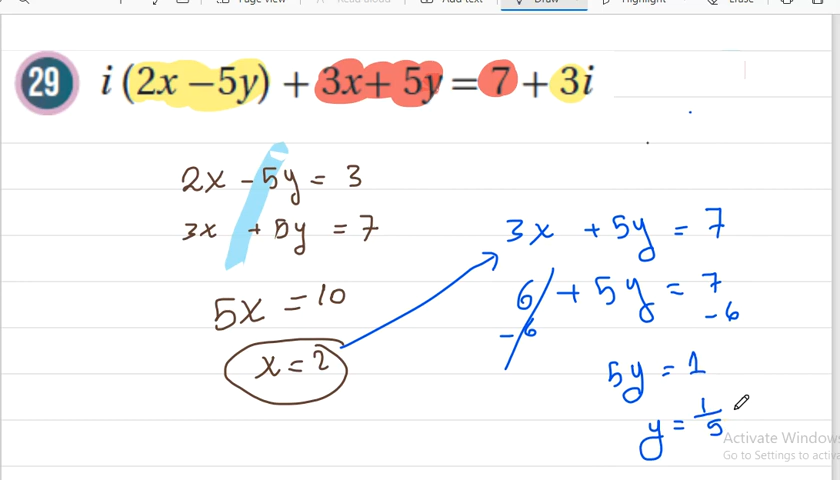 Page view Read aloud Add text Draw Highlight Erase
29 i (2x −5y) + 3x+ 5y = 7 + 3i
2x - 5y = 3
3x + 5y = 7
5x = 10
x = 2
3x + 5y = 7
6 + 5y = 7
-6 -6
5y = 1
y = 1/5
Activate Windows
Go to Settings to activa